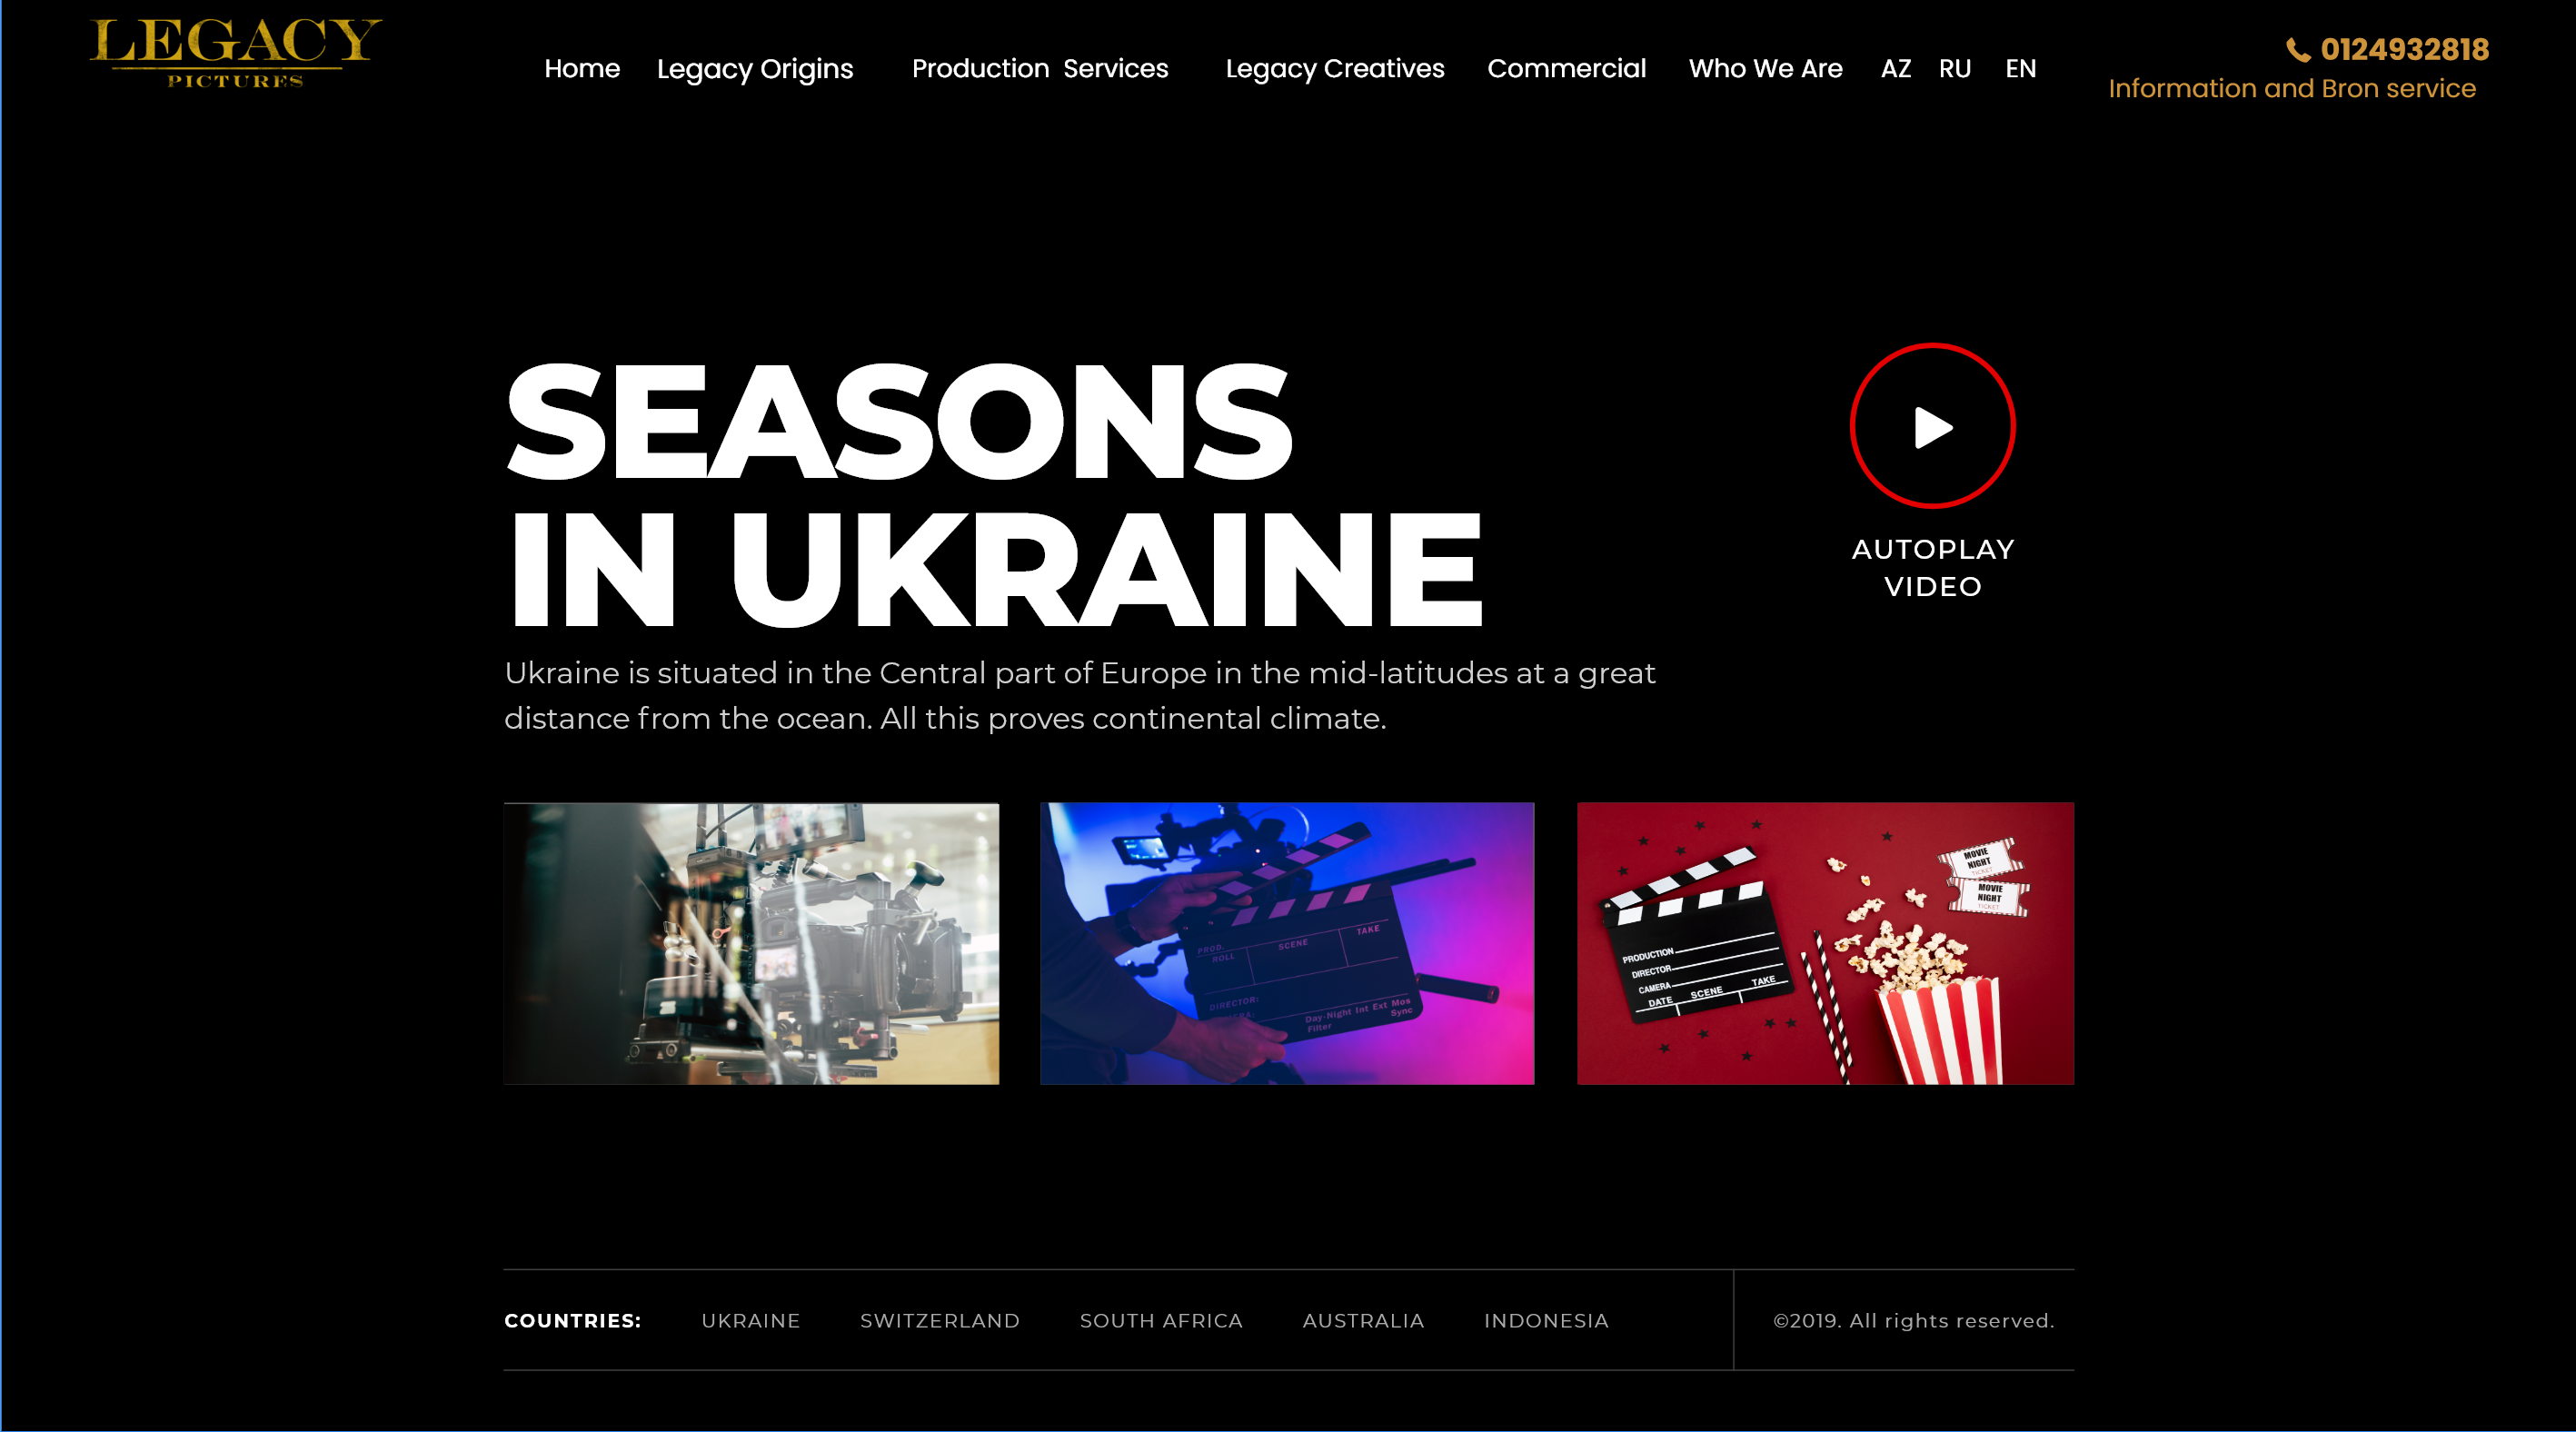 LEGACY
PICTURES
Home Legacy Origins Production Services Legacy Creatives Commercial Who We Are AZ RU EN
0124932818
Information and Bron service
SEASONS
IN UKRAINE
AUTOPLAY
VIDEO
Ukraine is situated in the Central part of Europe in the mid-latitudes at a great
distance from the ocean. All this proves continental climate.
PROD.
ROLL
SCENE
TAKE
DIRECTOR:
Day-Night Int Ext Mos
Filter
Sync
PRODUCTION
DIRECTOR
CAMERA
DATE SCENE TAKE
MOVIE
NIGHT
TICKET
MOVIE
NIGHT
TICKET
COUNTRIES: UKRAINE SWITZERLAND SOUTH AFRICA AUSTRALIA INDONESIA
©2019. All rights reserved.